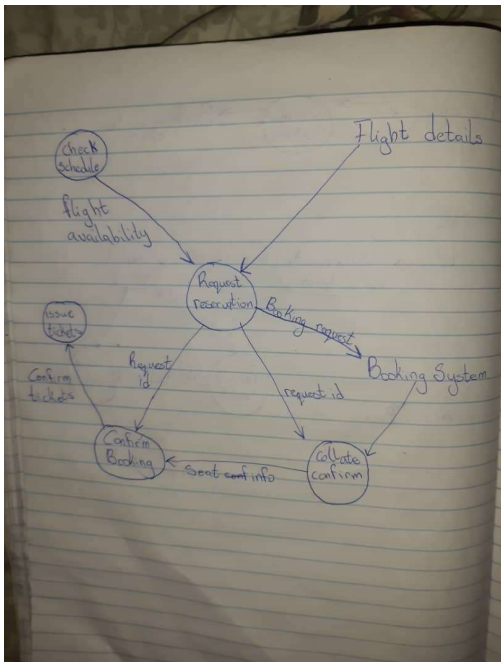 Flight details
Check
schedule
flight
availability
Request
reservation
Booking request
issue
tickets
Booking System
Request
id
request id
Confirm
tickets
Confirm
Booking
Collate
confirm
Seat info